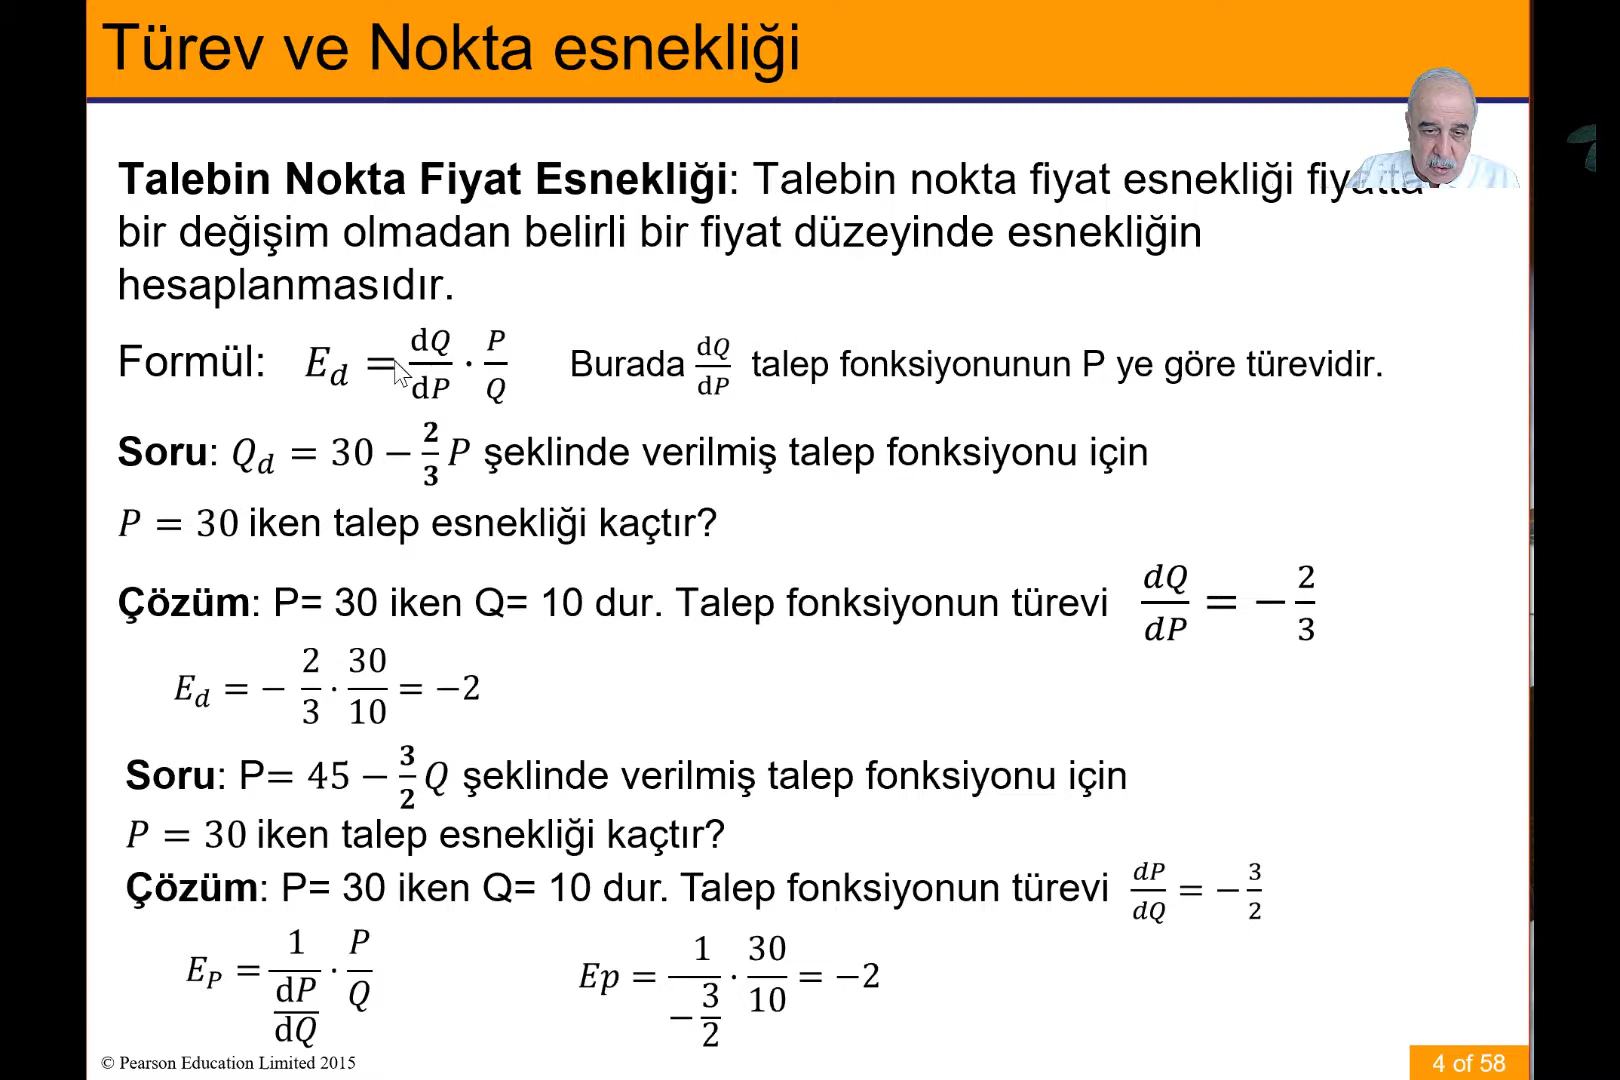 Türev ve Nokta esnekliği
Talebin Nokta Fiyat Esnekliği: Talebin nokta fiyat esnekliği fiyatta
bir değişim olmadan belirli bir fiyat düzeyinde esnekliğin
hesaplanmasıdır.
Formül: E_d = dQ/dP · P/Q Burada dQ/dP talep fonksiyonunun P ye göre türevidir.
Soru: Q_d = 30 − 2/3 P şeklinde verilmiş talep fonksiyonu için
P = 30 iken talep esnekliği kaçtır?
Çözüm: P= 30 iken Q= 10 dur. Talep fonksiyonun türevi dQ/dP = − 2/3
E_d = − 2/3 · 30/10 = −2
Soru: P= 45 − 3/2 Q şeklinde verilmiş talep fonksiyonu için
P = 30 iken talep esnekliği kaçtır?
Çözüm: P= 30 iken Q= 10 dur. Talep fonksiyonun türevi dP/dQ = − 3/2
E_P = 1/(dP/dQ) · P/Q Ep = 1/(−3/2) · 30/10 = −2
© Pearson Education Limited 2015
4 of 58